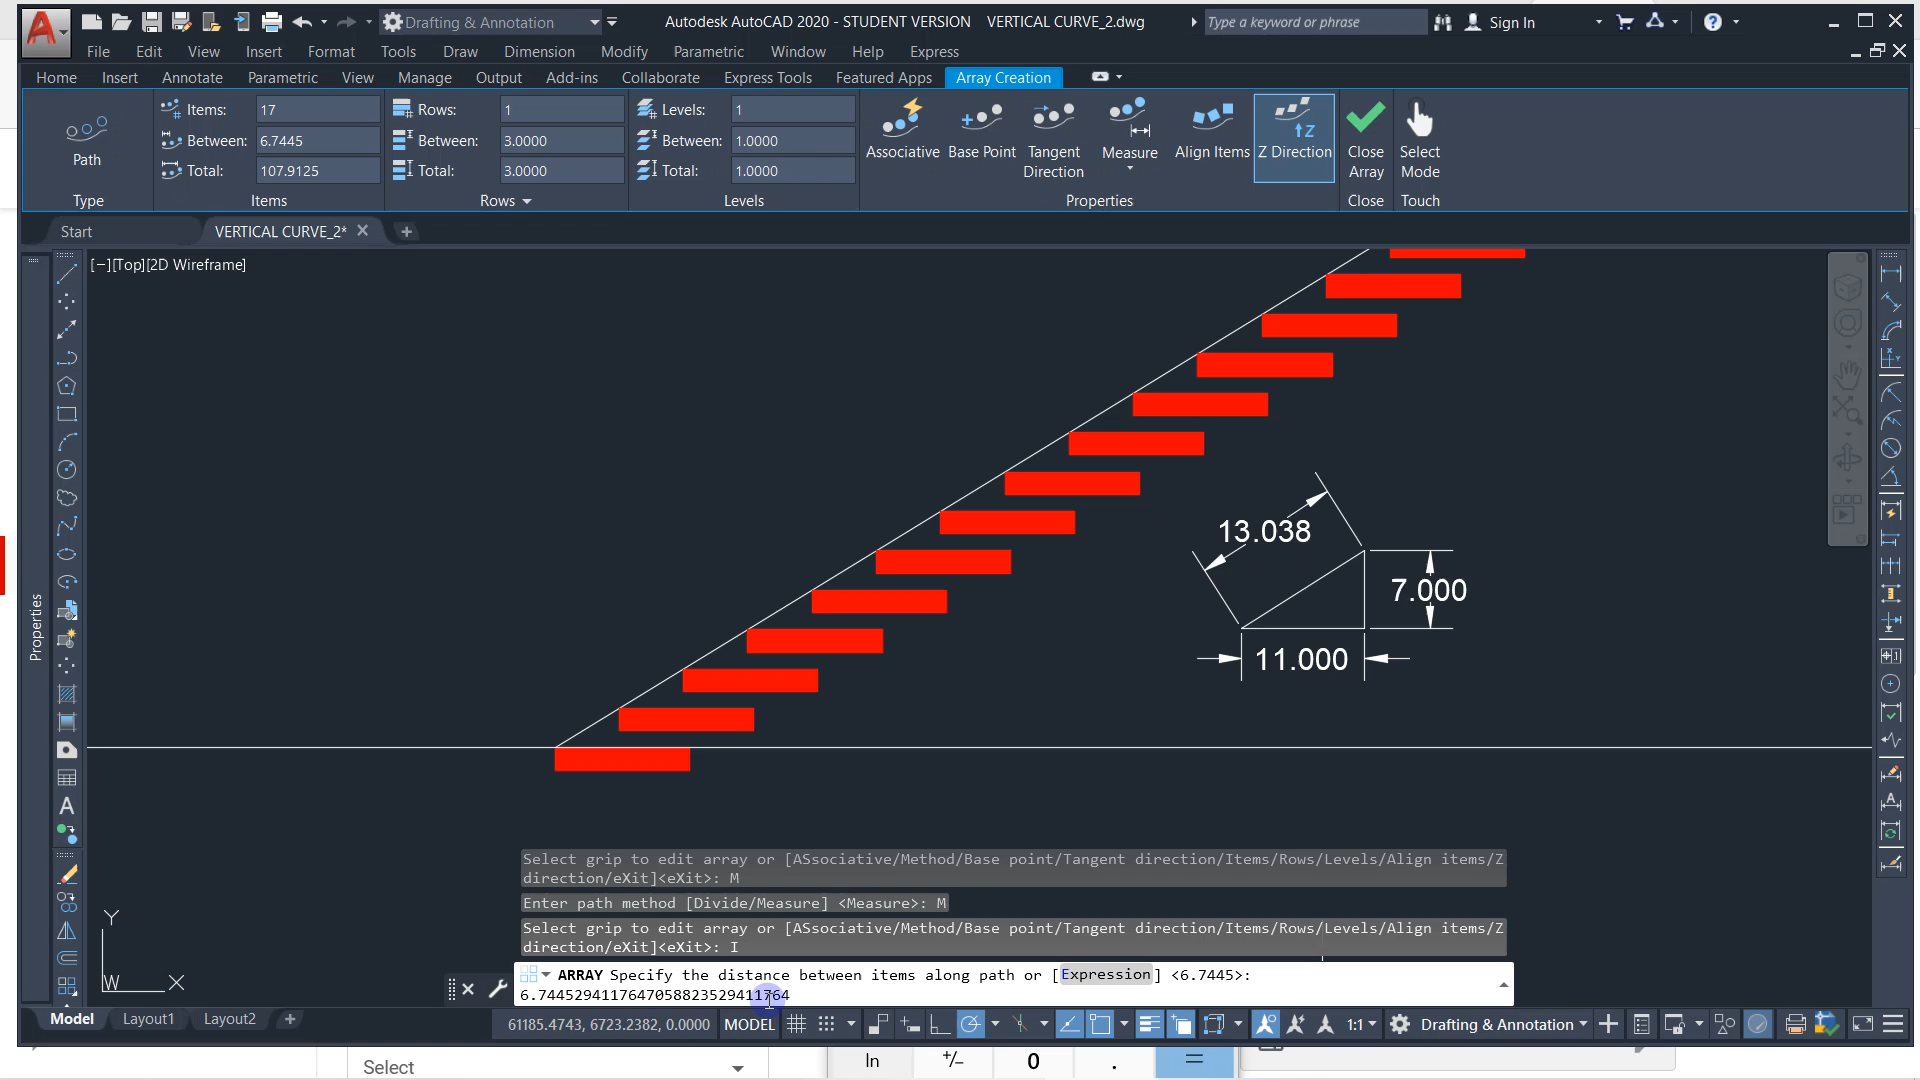 Drafting & Annotation
Autodesk AutoCAD 2020 - STUDENT VERSION VERTICAL CURVE_2.dwg
Type a keyword or phrase
Sign In
File Edit View Insert Format Tools Draw Dimension Modify Parametric Window Help Express
Home Insert Annotate Parametric View Manage Output Add-ins Collaborate Express Tools Featured Apps Array Creation
Items: 17 Rows: 1 Levels: 1
Between: 6.7445 Between: 3.0000 Between: 1.0000
Path Total: 107.9125 Total: 3.0000 Total: 1.0000
Associative Base Point Tangent Direction Measure Align Items Z Direction Close Array Select Mode
Type Items Rows Levels Properties Close Touch
Start VERTICAL CURVE_2*
[−][Top][2D Wireframe]
13.038
7.000
Properties
11.000
Select grip to edit array or [ASsociative/Method/Base point/Tangent direction/Items/Rows/Levels/Align items/Z
direction/eXit]<eXit>: M
Enter path method [Divide/Measure] <Measure>: M
Select grip to edit array or [ASsociative/Method/Base point/Tangent direction/Items/Rows/Levels/Align items/Z
direction/eXit]<eXit>: I
ARRAY Specify the distance between items along path or [Expression] <6.7445>:
6.7445294117647058823529411764
Y
W X
Model Layout1 Layout2
61185.4743, 6723.2382, 0.0000 MODEL 1:1 Drafting & Annotation
Select
ln +/− 0 . =